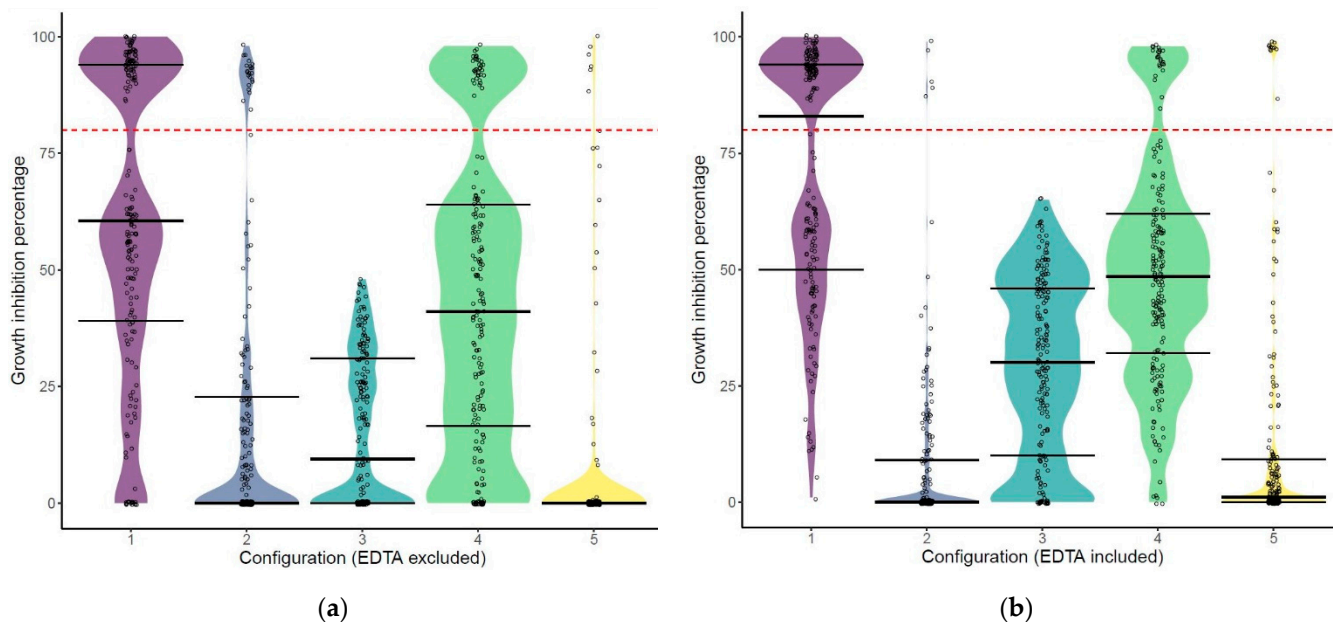 100
75
50
25
0
Growth inhibition percentage
1 2 3 4 5
Configuration (EDTA excluded)
(a)
100
75
50
25
0
Growth inhibition percentage
1 2 3 4 5
Configuration (EDTA included)
(b)